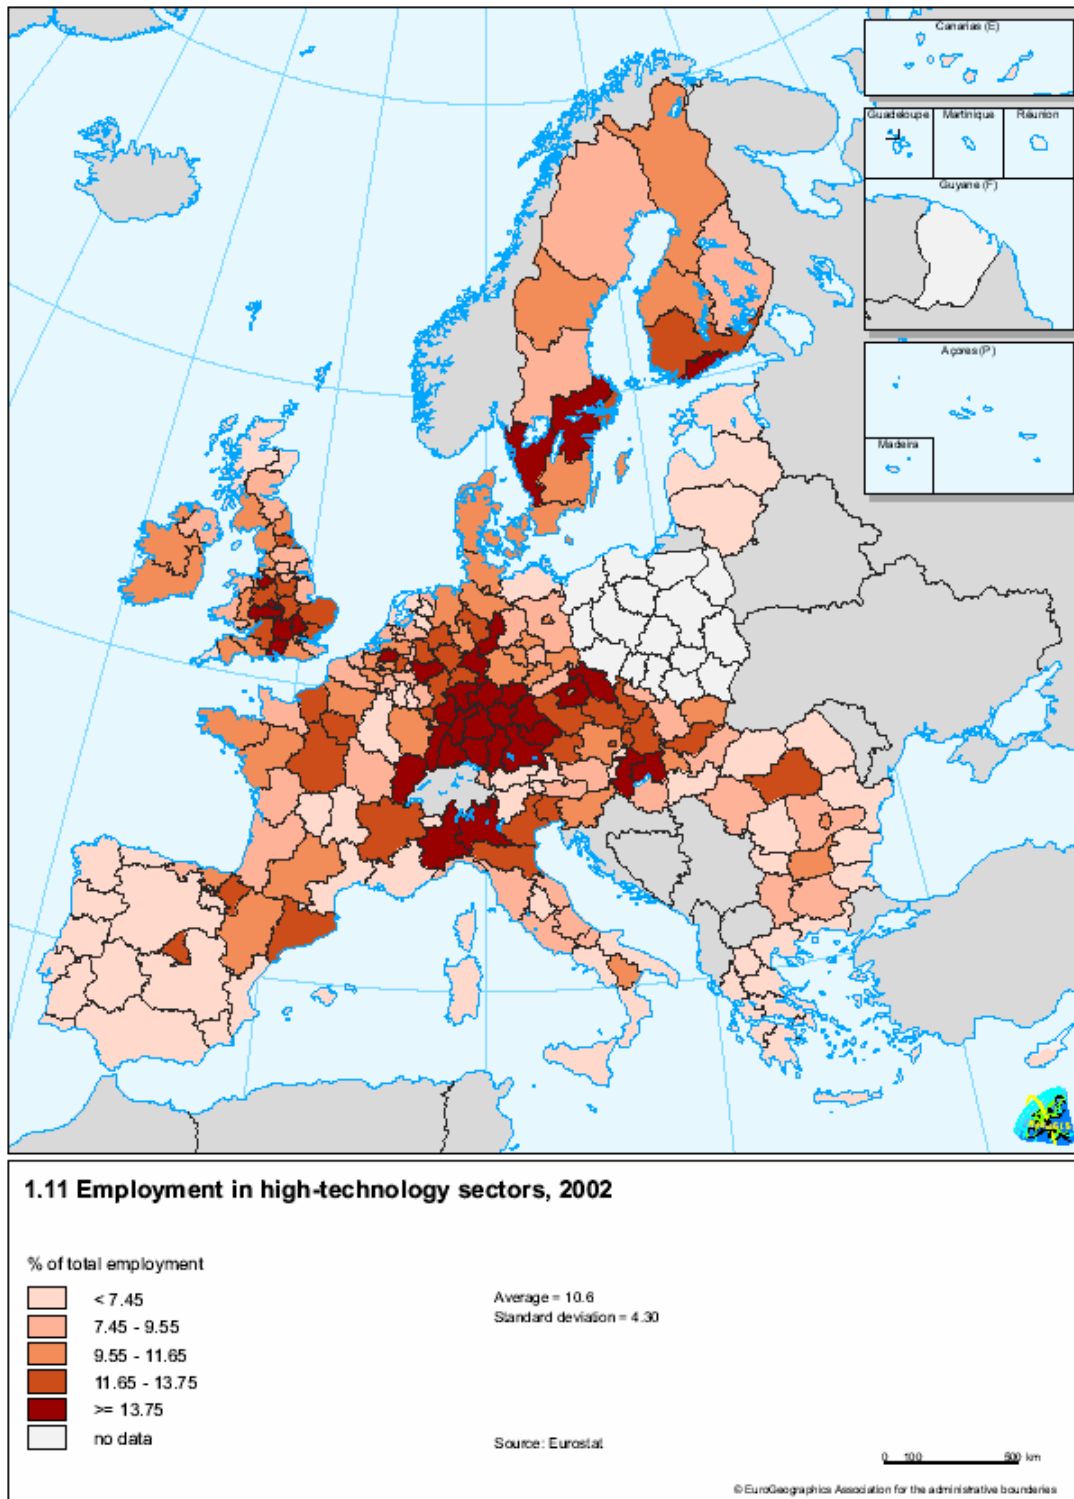 Canarias (E)
Guadeloupe
Martinique
Réunion
Guyane (F)
Açores (P)
Madeira
1.11 Employment in high-technology sectors, 2002
% of total employment
< 7.45
7.45 - 9.55
9.55 - 11.65
11.65 - 13.75
>= 13.75
no data
Average = 10.6
Standard deviation = 4.30
Source: Eurostat
0 100 500 km
© EuroGeographics Association for the administrative bounderies